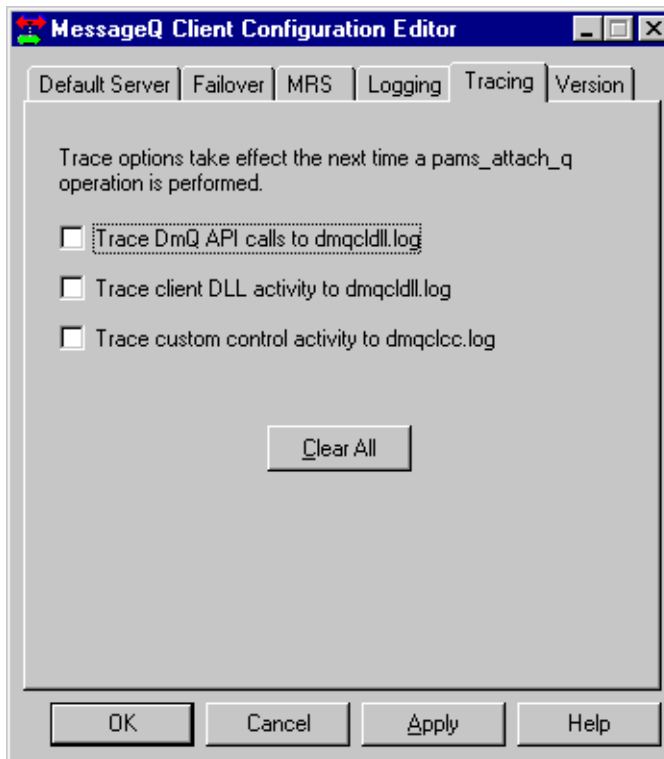 MessageQ Client Configuration Editor
Default Server Failover MRS Logging Tracing Version
Trace options take effect the next time a pams_attach_q
operation is performed.
Trace DmQ API calls to dmqcldll.log
Trace client DLL activity to dmqcldll.log
Trace custom control activity to dmqclcc.log
Clear All
OK Cancel Apply Help